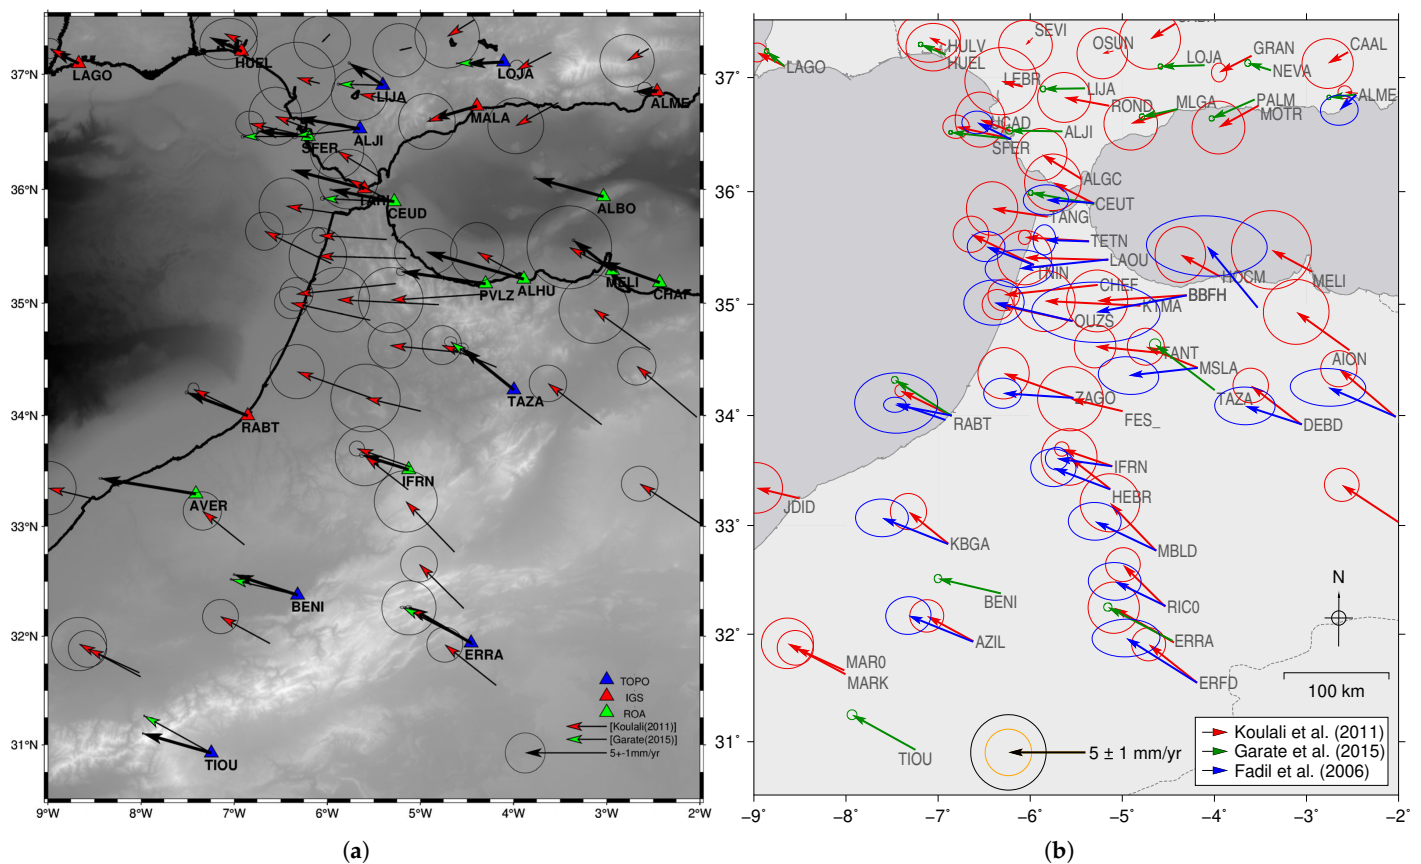 37°N
36°N
35°N
34°N
33°N
32°N
31°N
9°W
8°W
7°W
6°W
5°W
4°W
3°W
2°W
LAGO
HUEL
LIJA
LOJA
ALME
MALA
SFER
ALJI
CEUD
ALBO
PVLZ
ALHU
MELI
TAZA
RABT
IFRN
AVER
BENI
ERRA
TIOU
TOPO
IGS
ROA
[Koulali(2011)]
[Garate(2015)]
5+-1mm/yr
(a)
37°
36°
35°
34°
33°
32°
31°
−9°
−8°
−7°
−6°
−5°
−4°
−3°
−2°
LAGO
HULV
HUEL
SEVI
OSUN
LOJA
GRAN
NEVA
CAAL
LEBR
LIJA
ROND
MLGA
PALM
MOTR
ALME
UCAD
SFER
ALJI
ALGC
CEUT
TANG
TETN
LAOU
TNIN
CHEF
BBFH
KTMA
OUZS
HOCM
MELI
TANT
MSLA
AION
ZAGO
FES_
TAZA
DEBD
RABT
IFRN
HEBR
JDID
KBGA
MBLD
BENI
RIC0
AZIL
ERRA
MAR0
MARK
ERFD
TIOU
N
100 km
5 ± 1 mm/yr
Koulali et al. (2011)
Garate et al. (2015)
Fadil et al. (2006)
(b)